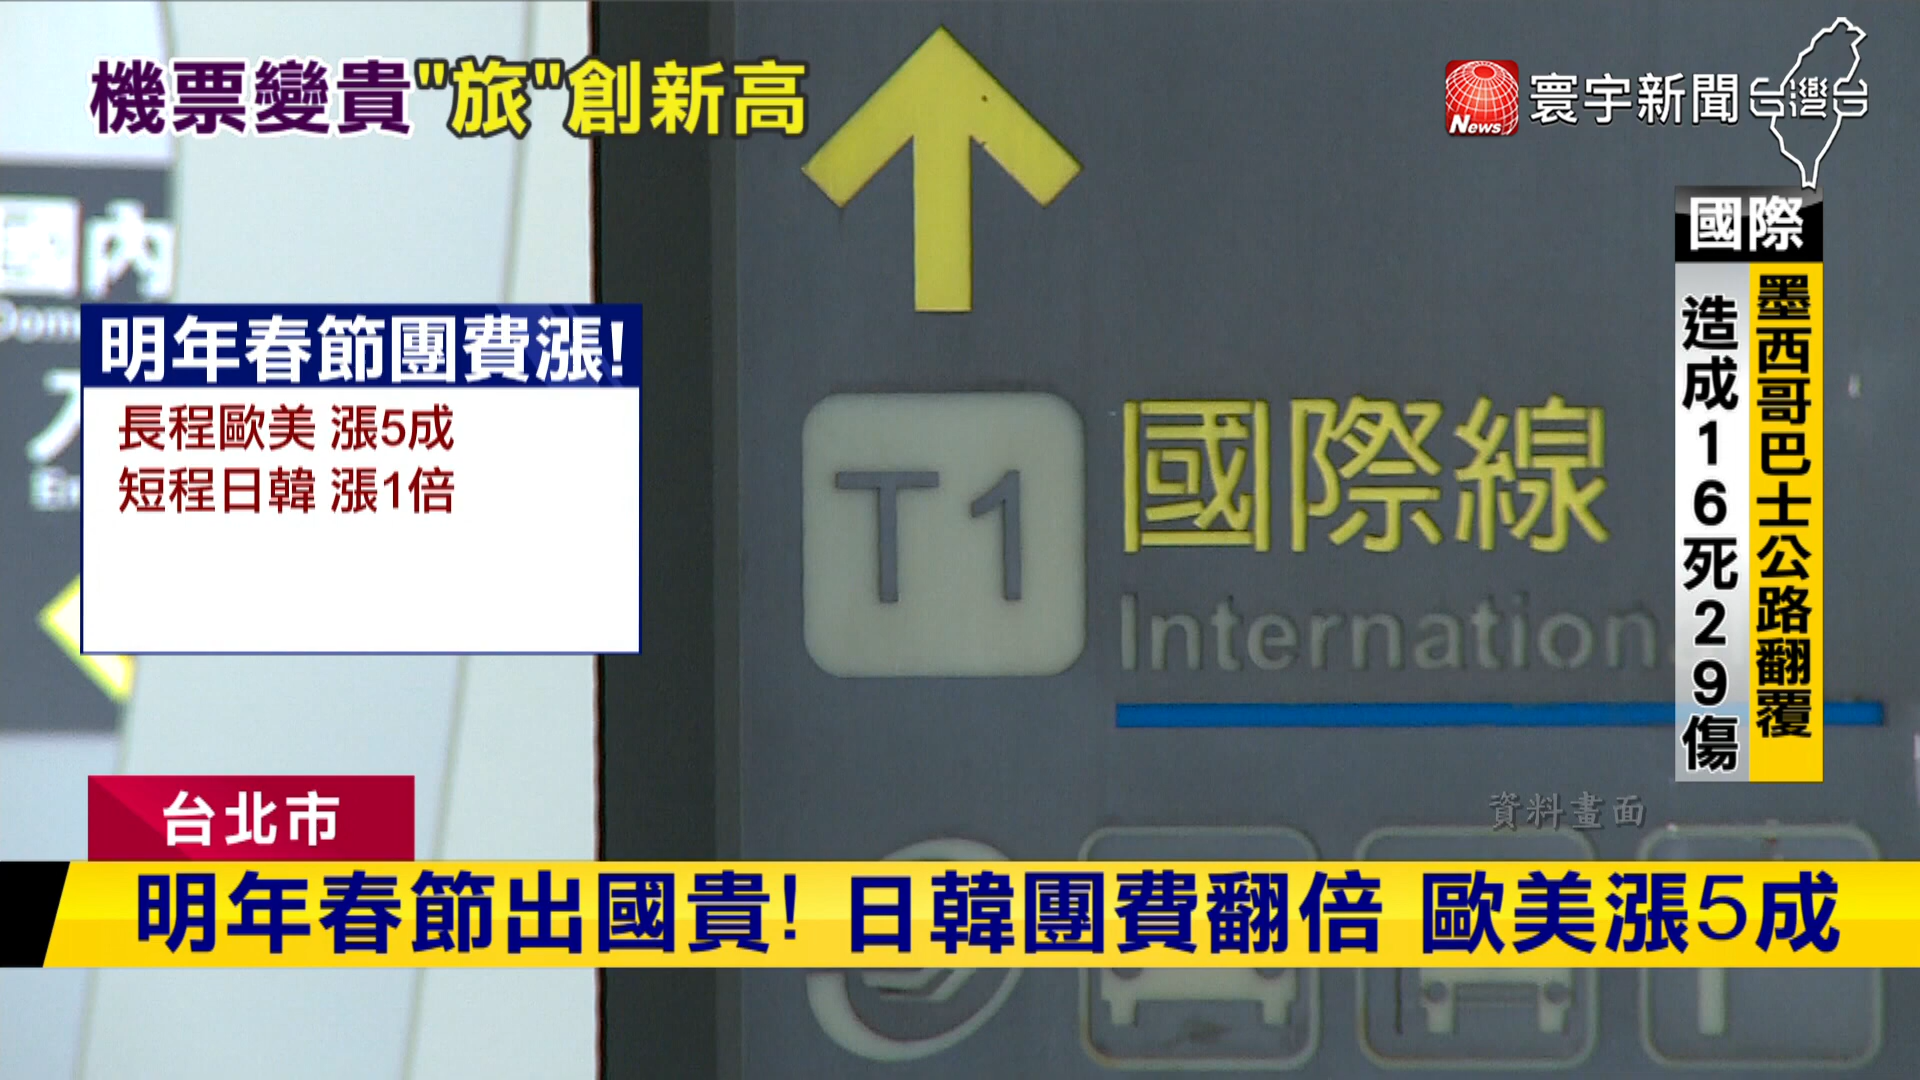 機票變貴"旅"創新高
News
寰宇新聞
台灣
國際
墨西哥巴士公路翻覆
造成16死29傷
國內
明年春節團費漲!
長程歐美 漲5成
短程日韓 漲1倍
T1
國際線
Internation
資料畫面
台北市
明年春節出國貴! 日韓團費翻倍 歐美漲5成